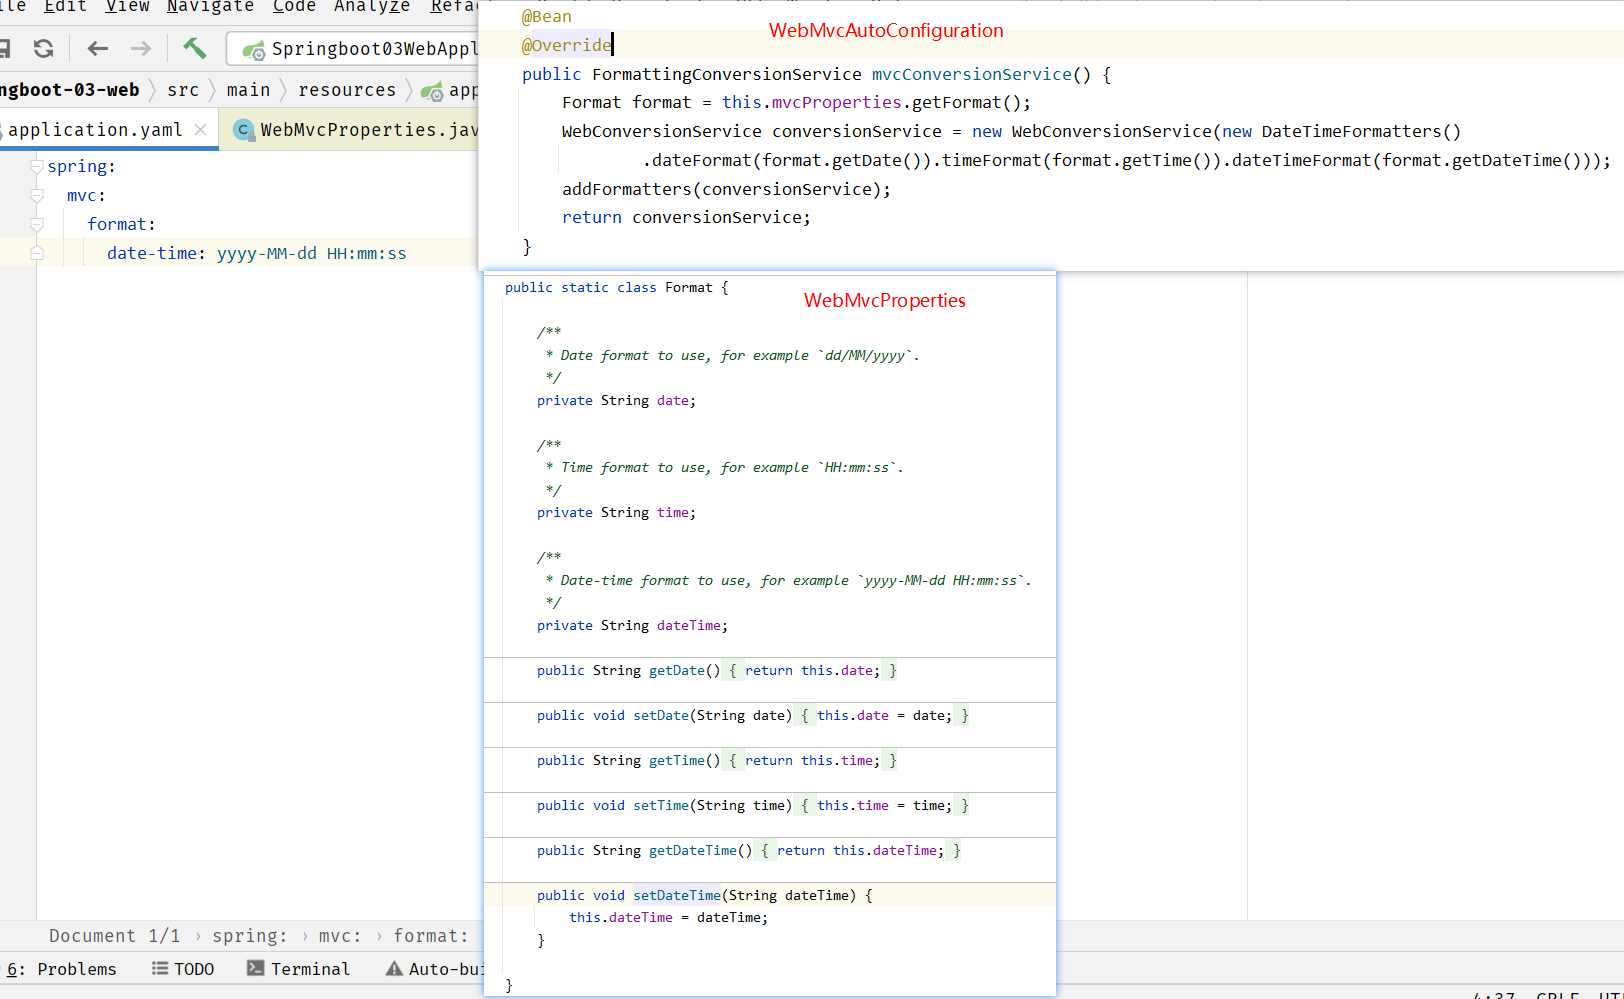 Edit View Navigate Code Analyze
Springboot03WebAppl
ngboot-03-web src main resources app
application.yaml WebMvcProperties.jav
spring:
mvc:
format:
date-time: yyyy-MM-dd HH:mm:ss
@Bean
WebMvcAutoConfiguration
@Override
public FormattingConversionService mvcConversionService() {
Format format = this.mvcProperties.getFormat();
WebConversionService conversionService = new WebConversionService(new DateTimeFormatters()
.dateFormat(format.getDate()).timeFormat(format.getTime()).dateTimeFormat(format.getDateTime()));
addFormatters(conversionService);
return conversionService;
}
public static class Format {
WebMvcProperties
/**
* Date format to use, for example `dd/MM/yyyy`.
*/
private String date;
/**
* Time format to use, for example `HH:mm:ss`.
*/
private String time;
/**
* Date-time format to use, for example `yyyy-MM-dd HH:mm:ss`.
*/
private String dateTime;
public String getDate() { return this.date; }
public void setDate(String date) { this.date = date; }
public String getTime() { return this.time; }
public void setTime(String time) { this.time = time; }
public String getDateTime() { return this.dateTime; }
public void setDateTime(String dateTime) {
this.dateTime = dateTime;
}
}
Document 1/1 › spring: › mvc: › format:
6: Problems TODO Terminal Auto-bui
4:37 CRLF